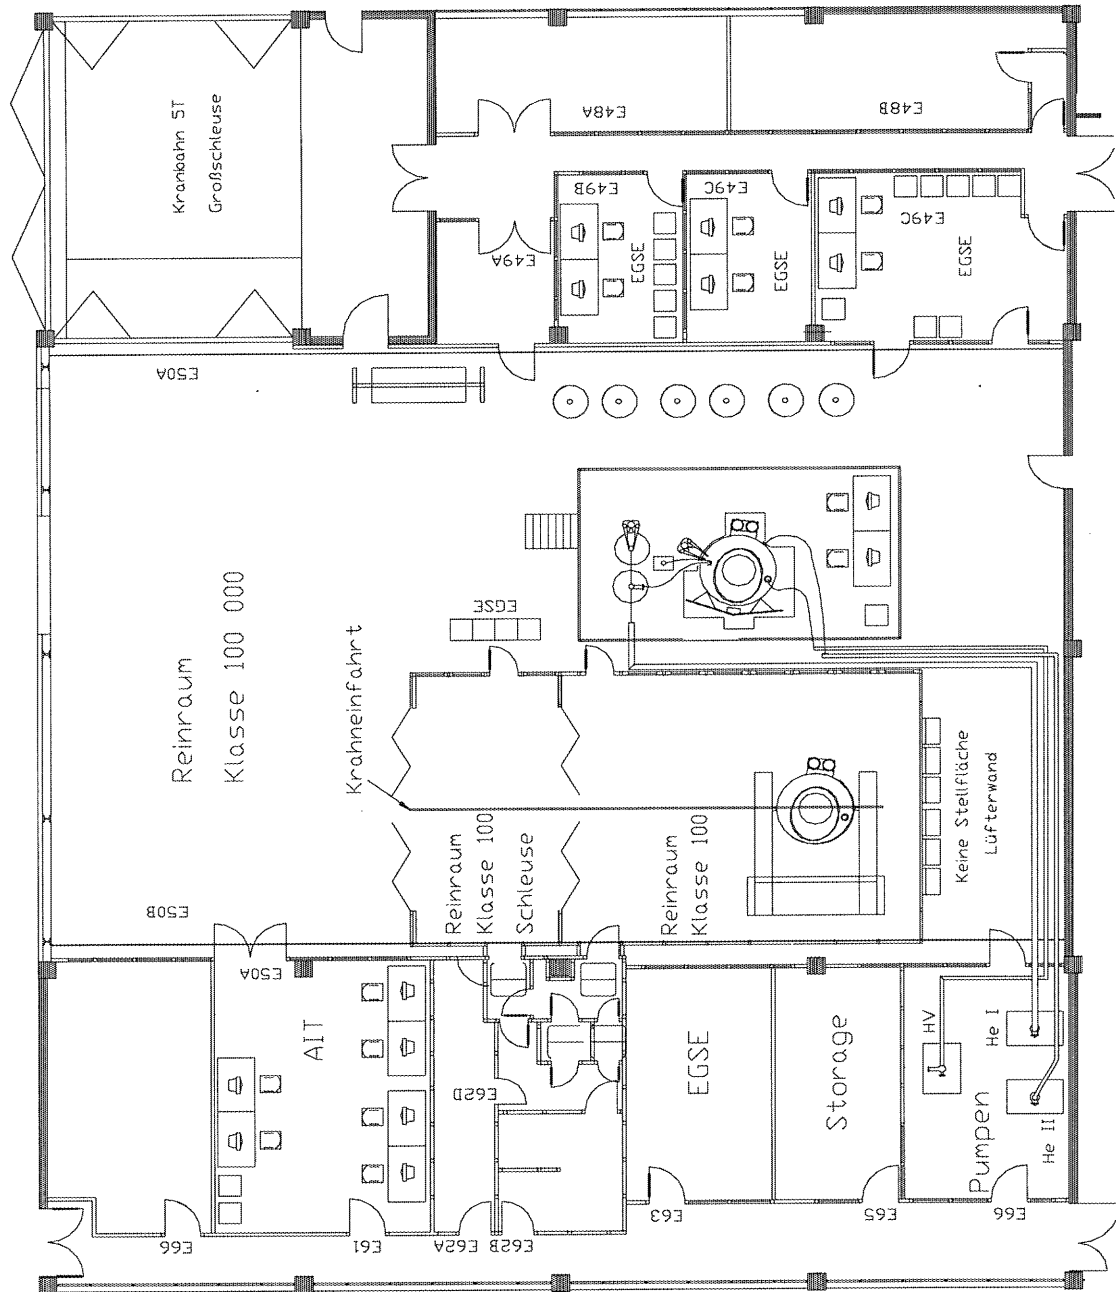 Kranbahn 5T
Großschleuse
E48A
E48B
E49B
E49C
E49C
E49A
EGSE
EGSE
EGSE
E50A
Reinraum
Klasse 100 000
EGSE
Krahneinfahrt
E50B
Reinraum
Klasse 100
Schleuse
Reinraum
Klasse 100
Keine Stellfläche
Lüfterwand
E50A
AIT
E62D
EGSE
Storage
Pumpen
HV
He I
He II
E66
E61
E62A
E62B
E63
E65
E66